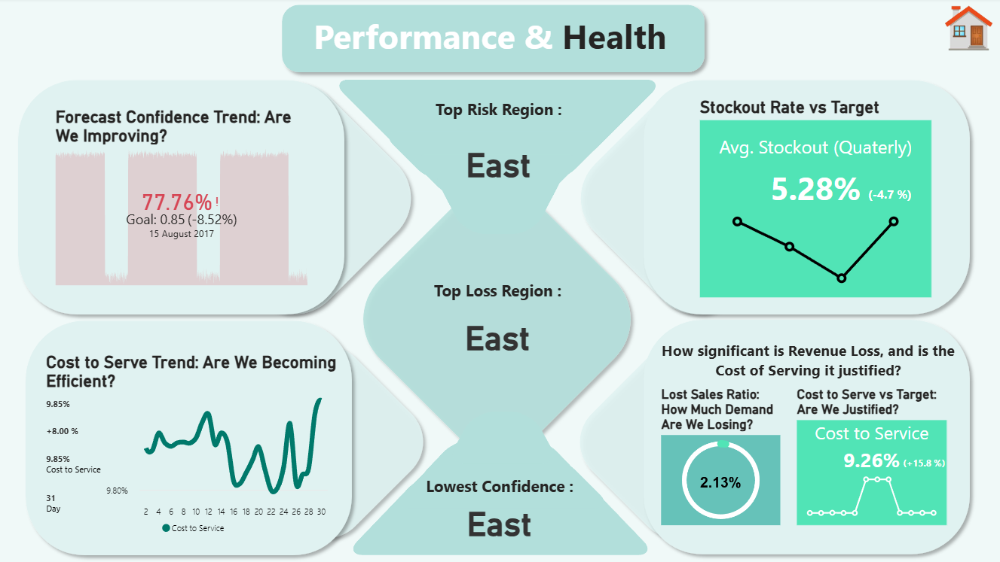 Performance & Health
Forecast Confidence Trend: Are
We Improving?
77.76% !
Goal: 0.85 (-8.52%)
15 August 2017
Top Risk Region :
East
Stockout Rate vs Target
Avg. Stockout (Quaterly)
5.28% (-4.7 %)
Top Loss Region :
East
Cost to Serve Trend: Are We Becoming
Efficient?
9.85%
+8.00 %
9.85%
Cost to Service
31
Day
9.80%
2 4 6 8 10 12 14 16 18 20 22 24 26 28 30
Cost to Service
Lowest Confidence :
East
How significant is Revenue Loss, and is the
Cost of Serving it justified?
Lost Sales Ratio:
How Much Demand
Are We Losing?
2.13%
Cost to Serve vs Target:
Are We Justified?
Cost to Service
9.26% (+15.8 %)